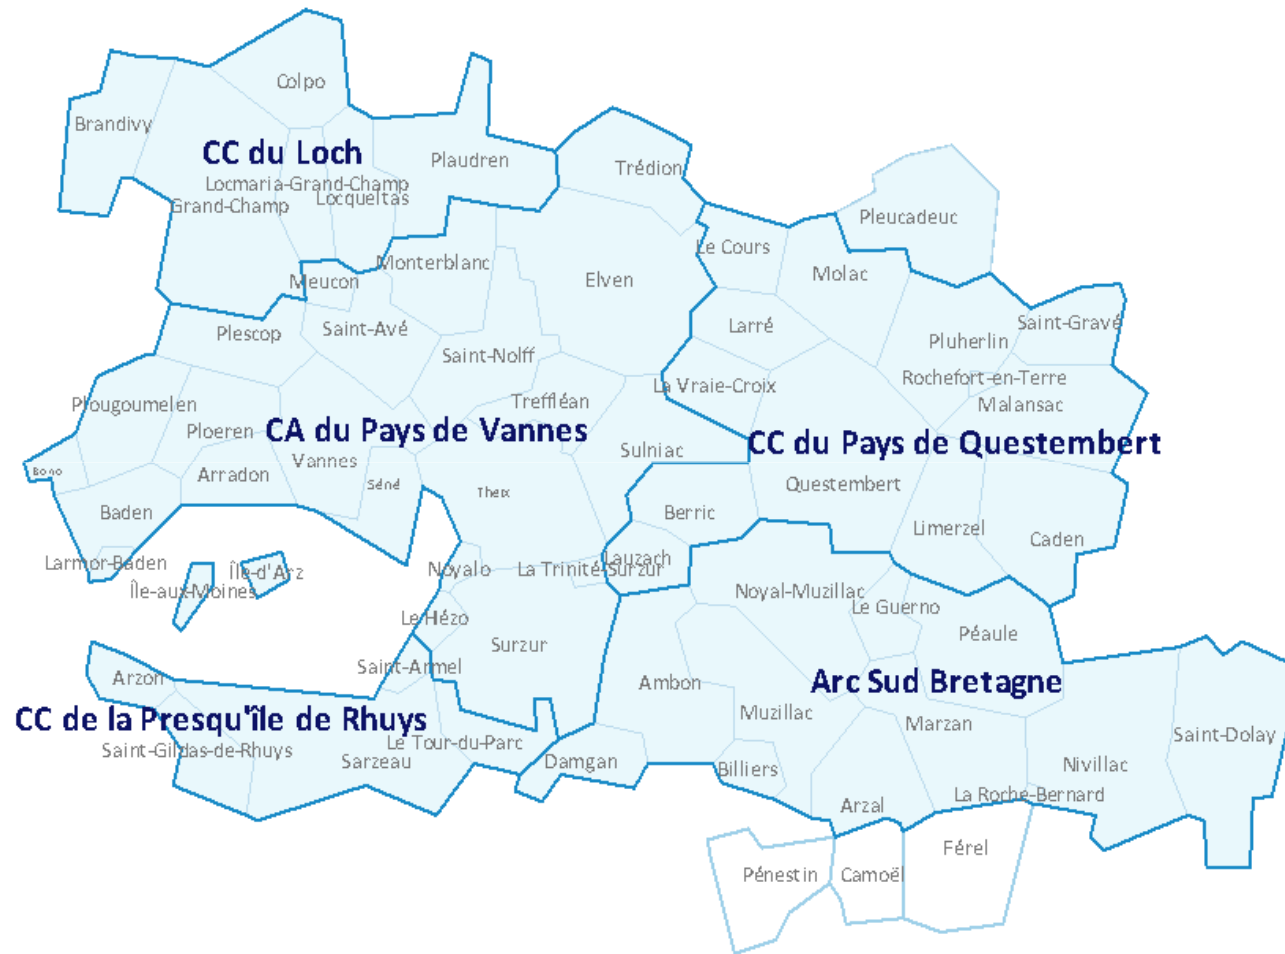 Colpo
Brandivy
CC du Loch
Plaudren
Trédion
Locmaria-Grand-Champ
Locqueltas
Grand-Champ
Pleucadeuc
Le Cours
Monterblanc
Molac
Meucon
Elven
Saint-Avé
Larré
Saint-Gravé
Plescop
Pluherlin
Saint-Nolff
Rochefort-en-Terre
La Vraie-Croix
Treffléan
Malansac
Plougoumelen
Ploeren
CA du Pays de Vannes
CC du Pays de Questembert
Sulniac
Vannes
Bono
Arradon
Séné
Theix
Questembert
Baden
Berric
Limerzel
Caden
Larmor-Baden
Île-d'Arz
Noyalo
La Trinité-Surzur
Lauzach
Île-aux-Moines
Noyal-Muzillac
Le Guerno
Le Hézo
Surzur
Péaule
Saint-Armel
Arzon
Ambon
Arc Sud Bretagne
CC de la Presqu'île de Rhuys
Muzillac
Marzan
Saint-Dolay
Le Tour-du-Parc
Saint-Gildas-de-Rhuys
Sarzeau
Damgan
Billiers
Nivillac
La Roche-Bernard
Arzal
Férel
Pénestin
Camoël